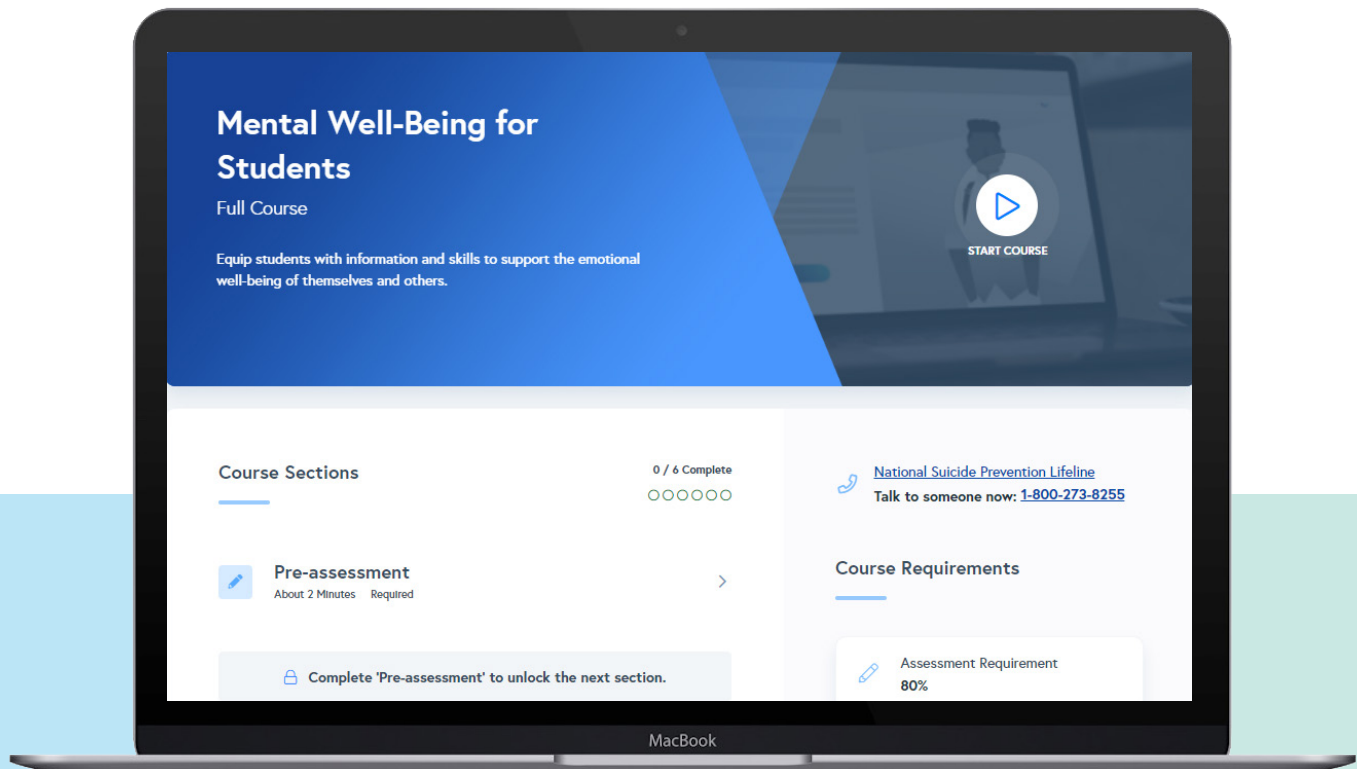 Mental Well-Being for
Students
Full Course
Equip students with information and skills to support the emotional
well-being of themselves and others.
START COURSE
Course Sections
0 / 6 Complete
Pre-assessment
About 2 Minutes Required
Complete 'Pre-assessment' to unlock the next section.
National Suicide Prevention Lifeline
Talk to someone now: 1-800-273-8255
Course Requirements
Assessment Requirement
80%
MacBook